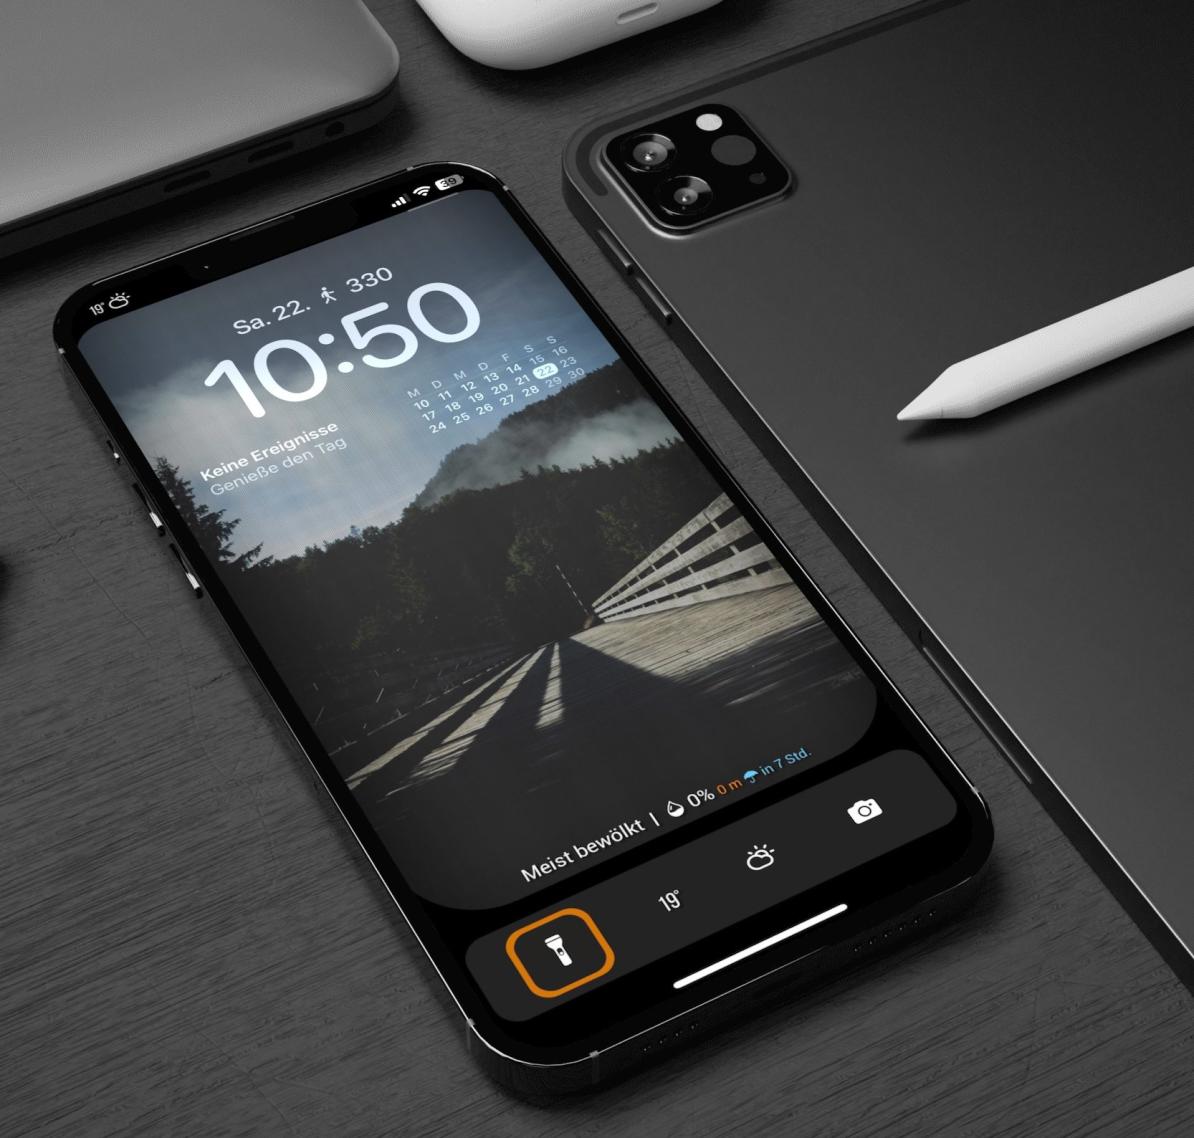 39
19°
Sa. 22. 330
10:50
M D M D F S S
10 11 12 13 14 15 16
17 18 19 20 21 22 23
24 25 26 27 28 29 30
Keine Ereignisse
Genieße den Tag
Meist bewölkt | 0% 0 m in 7 Std.
19°